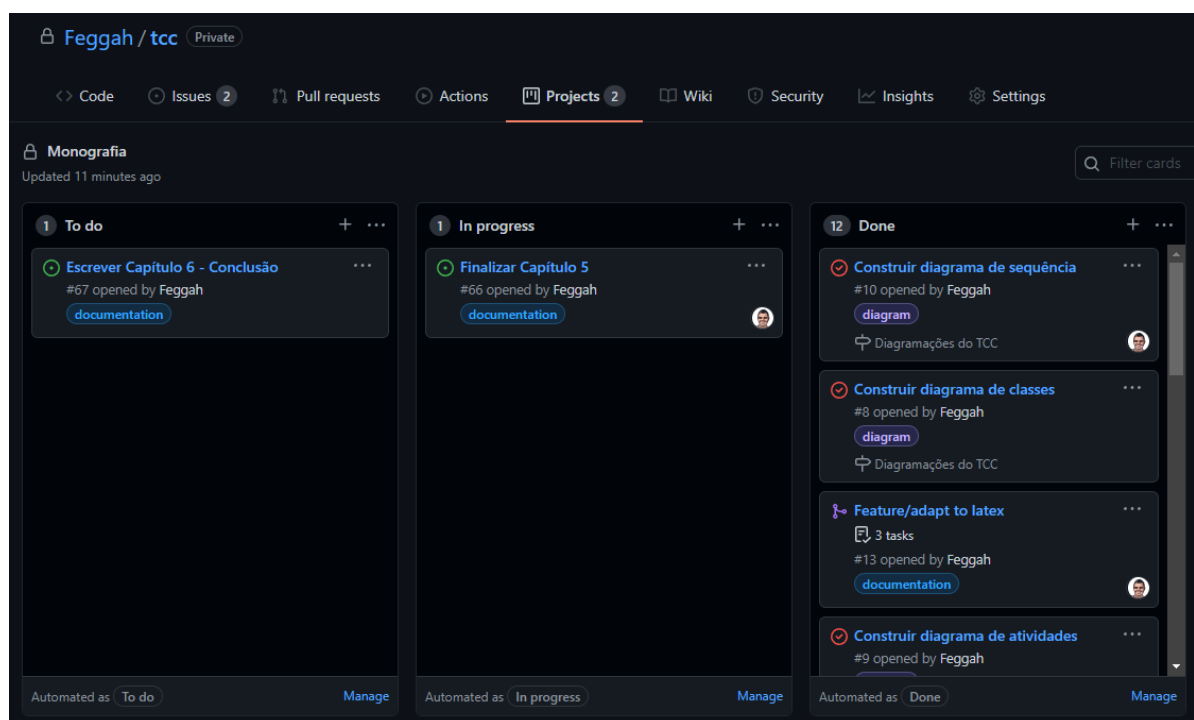 Feggah / tcc Private
Code Issues 2 Pull requests Actions Projects 2 Wiki Security Insights Settings
Monografia
Updated 11 minutes ago
Filter cards
1 To do
Escrever Capítulo 6 - Conclusão
#67 opened by Feggah
documentation
Automated as To do Manage
1 In progress
Finalizar Capítulo 5
#66 opened by Feggah
documentation
Automated as In progress Manage
12 Done
Construir diagrama de sequência
#10 opened by Feggah
diagram
Diagramações do TCC
Construir diagrama de classes
#8 opened by Feggah
diagram
Diagramações do TCC
Feature/adapt to latex
3 tasks
#13 opened by Feggah
documentation
Construir diagrama de atividades
#9 opened by Feggah
Automated as Done Manage